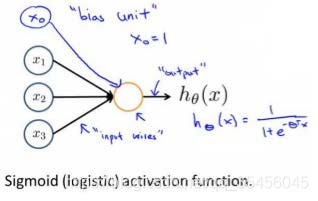 x₀ "bias unit"
x₀ = 1
x₁
x₂
x₃
"output"
h_θ(x)
"input wires"
h_θ(x) = 1 / (1 + e^(-θᵀx))
Sigmoid (logistic) activation function.